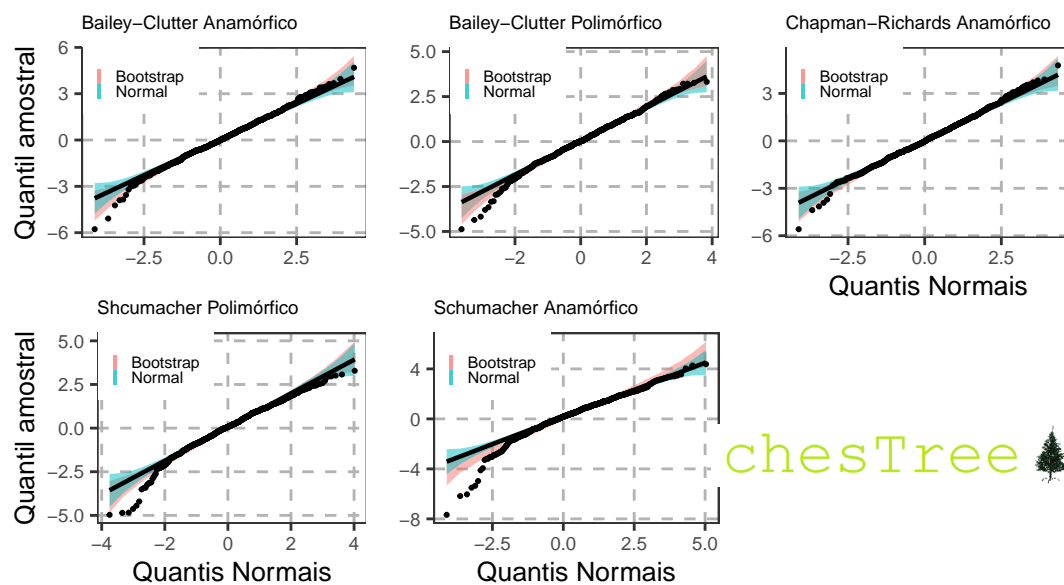 Bailey−Clutter Anamórfico
Quantil amostral
6
3
0
−3
−6
Bootstrap
Normal
−2.5
0
2.5
Bailey−Clutter Polimórfico
5.0
2.5
0.0
−2.5
−5.0
Bootstrap
Normal
−2
0
2
4
Chapman−Richards Anamórfico
3
0
−3
−6
Bootstrap
Normal
−2.5
0
2.5
Quantis Normais
Shcumacher Polimórfico
Quantil amostral
5.0
2.5
0.0
−2.5
−5.0
Bootstrap
Normal
−4
−2
0
2
4
Quantis Normais
Schumacher Anamórfico
4
0
−4
−8
Bootstrap
Normal
−2.5
0
2.5
5.0
Quantis Normais
chesTree